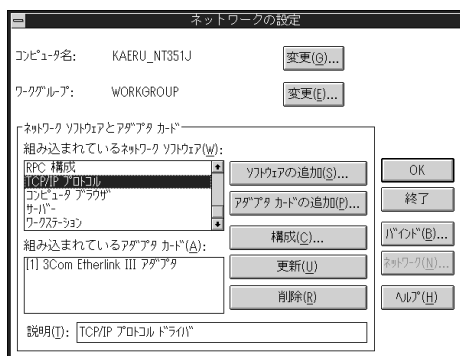 ネットワークの設定
コンピュータ名: KAERU_NT351J 変更(G)...
ワークグループ: WORKGROUP 変更(F)...
ネットワーク ソフトウェアとアダプタ カード
組み込まれているネットワーク ソフトウェア(W):
RPC 構成
TCP/IP プロトコル
コンピュータ ブラウザ
サーバー
ワークステーション
ソフトウェアの追加(S)...
アダプタ カードの追加(P)...
組み込まれているアダプタ カード(A):
[1] 3Com Etherlink III アダプタ
構成(C)...
更新(U)
削除(R)
説明(T): TCP/IP プロトコル ドライバ
OK
終了
バインド(B)...
ネットワーク(N)...
ヘルプ(H)